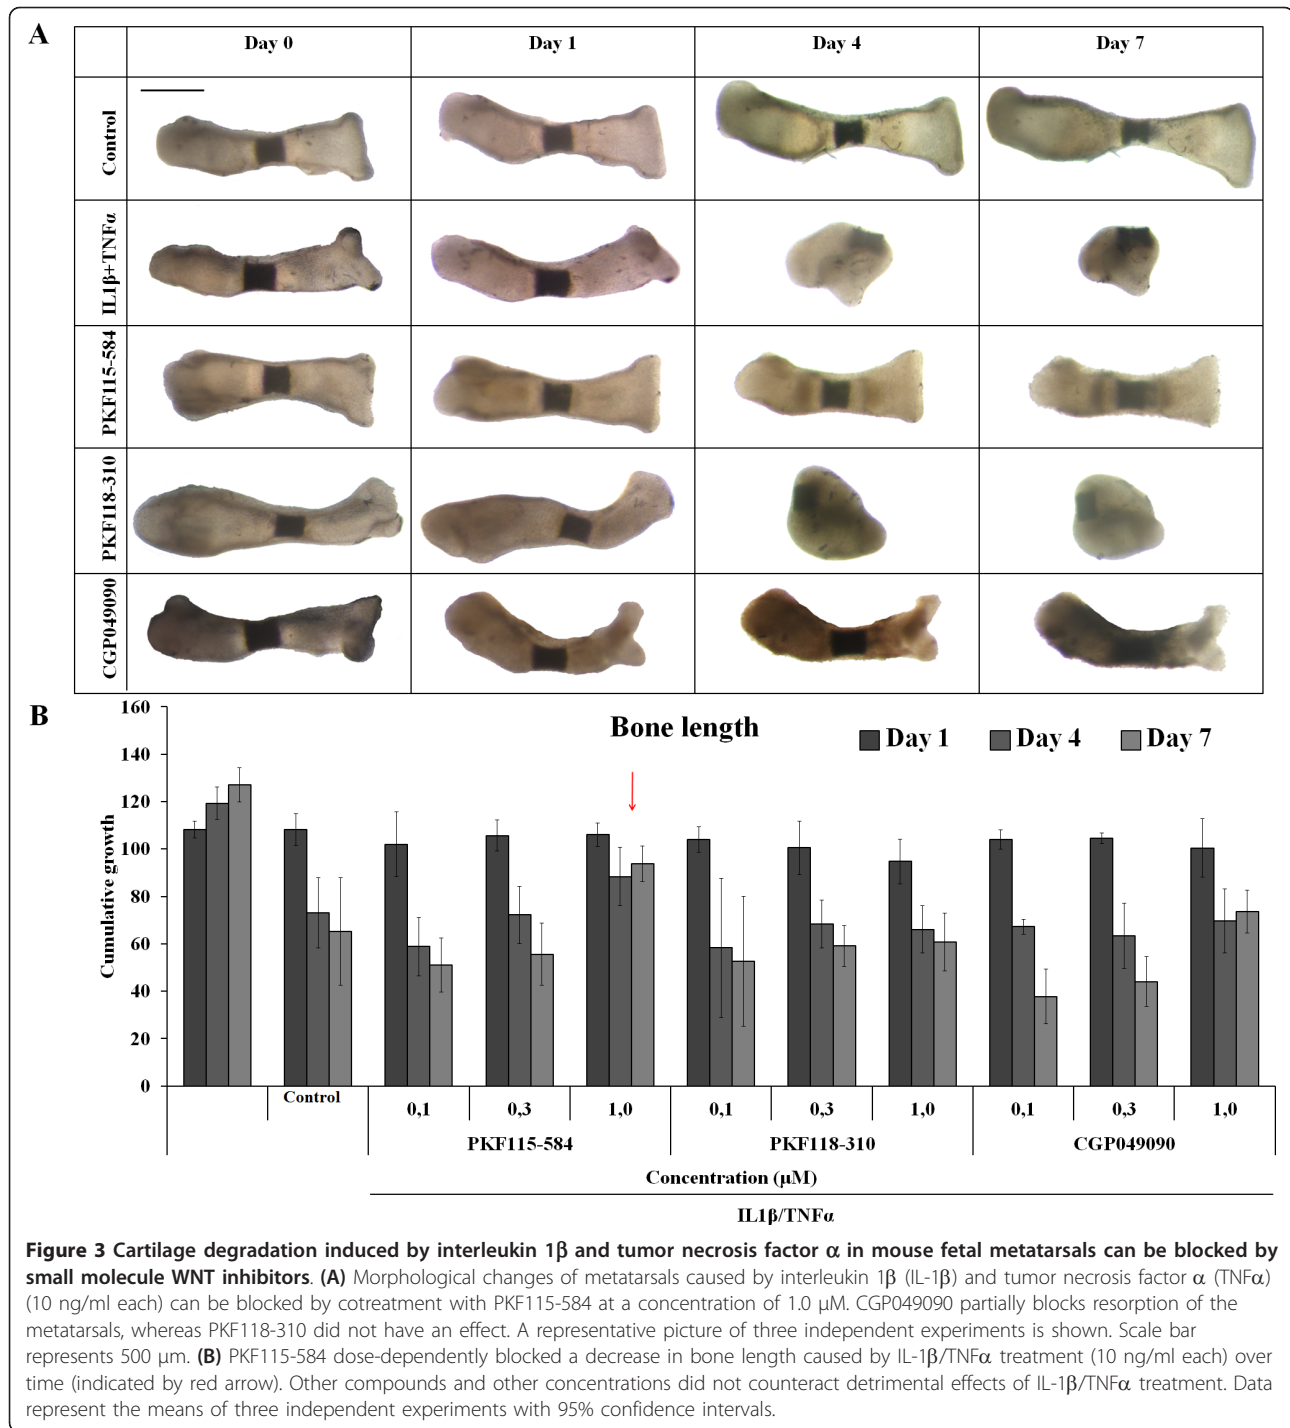 A
Day 0 Day 1 Day 4 Day 7
Control
IL1β+TNFα
PKF115-584
PKF118-310
CGP049090
B
Bone length
Day 1 Day 4 Day 7
Cumulative growth
160
140
120
100
80
60
40
20
0
Control
0,1 0,3 1,0 0,1 0,3 1,0 0,1 0,3 1,0
PKF115-584 PKF118-310 CGP049090
Concentration (µM)
IL1β/TNFα
Figure 3 Cartilage degradation induced by interleukin 1β and tumor necrosis factor α in mouse fetal metatarsals can be blocked by
small molecule WNT inhibitors. (A) Morphological changes of metatarsals caused by interleukin 1β (IL-1β) and tumor necrosis factor α (TNFα)
(10 ng/ml each) can be blocked by cotreatment with PKF115-584 at a concentration of 1.0 µM. CGP049090 partially blocks resorption of the
metatarsals, whereas PKF118-310 did not have an effect. A representative picture of three independent experiments is shown. Scale bar
represents 500 µm. (B) PKF115-584 dose-dependently blocked a decrease in bone length caused by IL-1β/TNFα treatment (10 ng/ml each) over
time (indicated by red arrow). Other compounds and other concentrations did not counteract detrimental effects of IL-1β/TNFα treatment. Data
represent the means of three independent experiments with 95% confidence intervals.